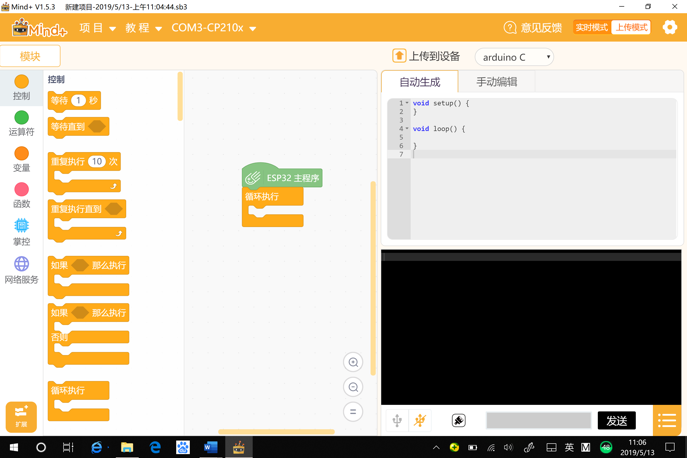 Mind+ V1.5.3 新建项目-2019/5/13-上午11:04:44.sb3
Mind+ 项目 教程 COM3-CP210x 意见反馈 实时模式 上传模式
模块 上传到设备 arduino C
控制 控制
等待 1 秒
运算符 等待直到
变量 重复执行 10 次
函数 重复执行直到
掌控 如果 那么执行
网络服务 如果 那么执行
否则
循环执行
扩展
ESP32 主程序
循环执行
自动生成 手动编辑
1 void setup() {
2 }
3
4 void loop() {
5
6 }
7
发送
英 M
11:06
2019/5/13